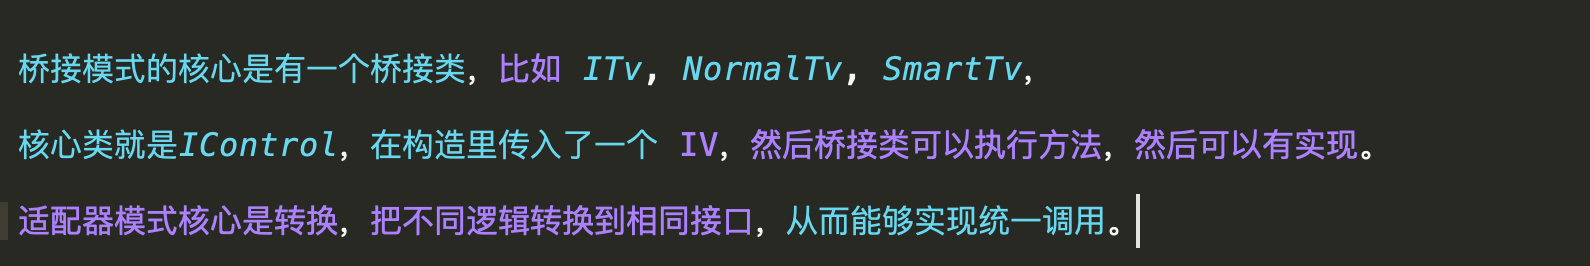 桥接模式的核心是有一个桥接类，比如 ITv, NormalTv, SmartTv，
核心类就是IControl，在构造里传入了一个 IV，然后桥接类可以执行方法，然后可以有实现。
适配器模式核心是转换，把不同逻辑转换到相同接口，从而能够实现统一调用。